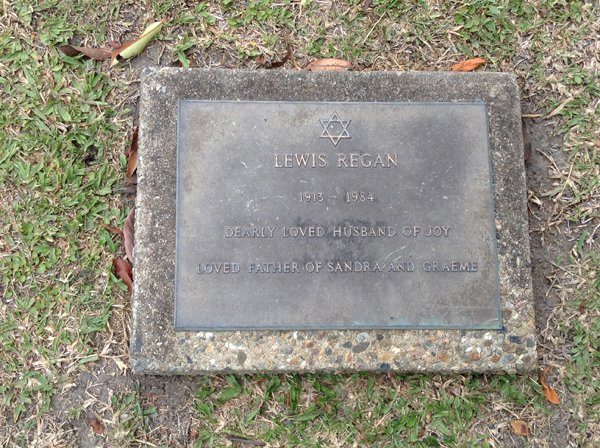 LEWIS REGAN
1913 - 1984
DEARLY LOVED HUSBAND OF JOY
LOVED FATHER OF SANDRA AND GRAEME